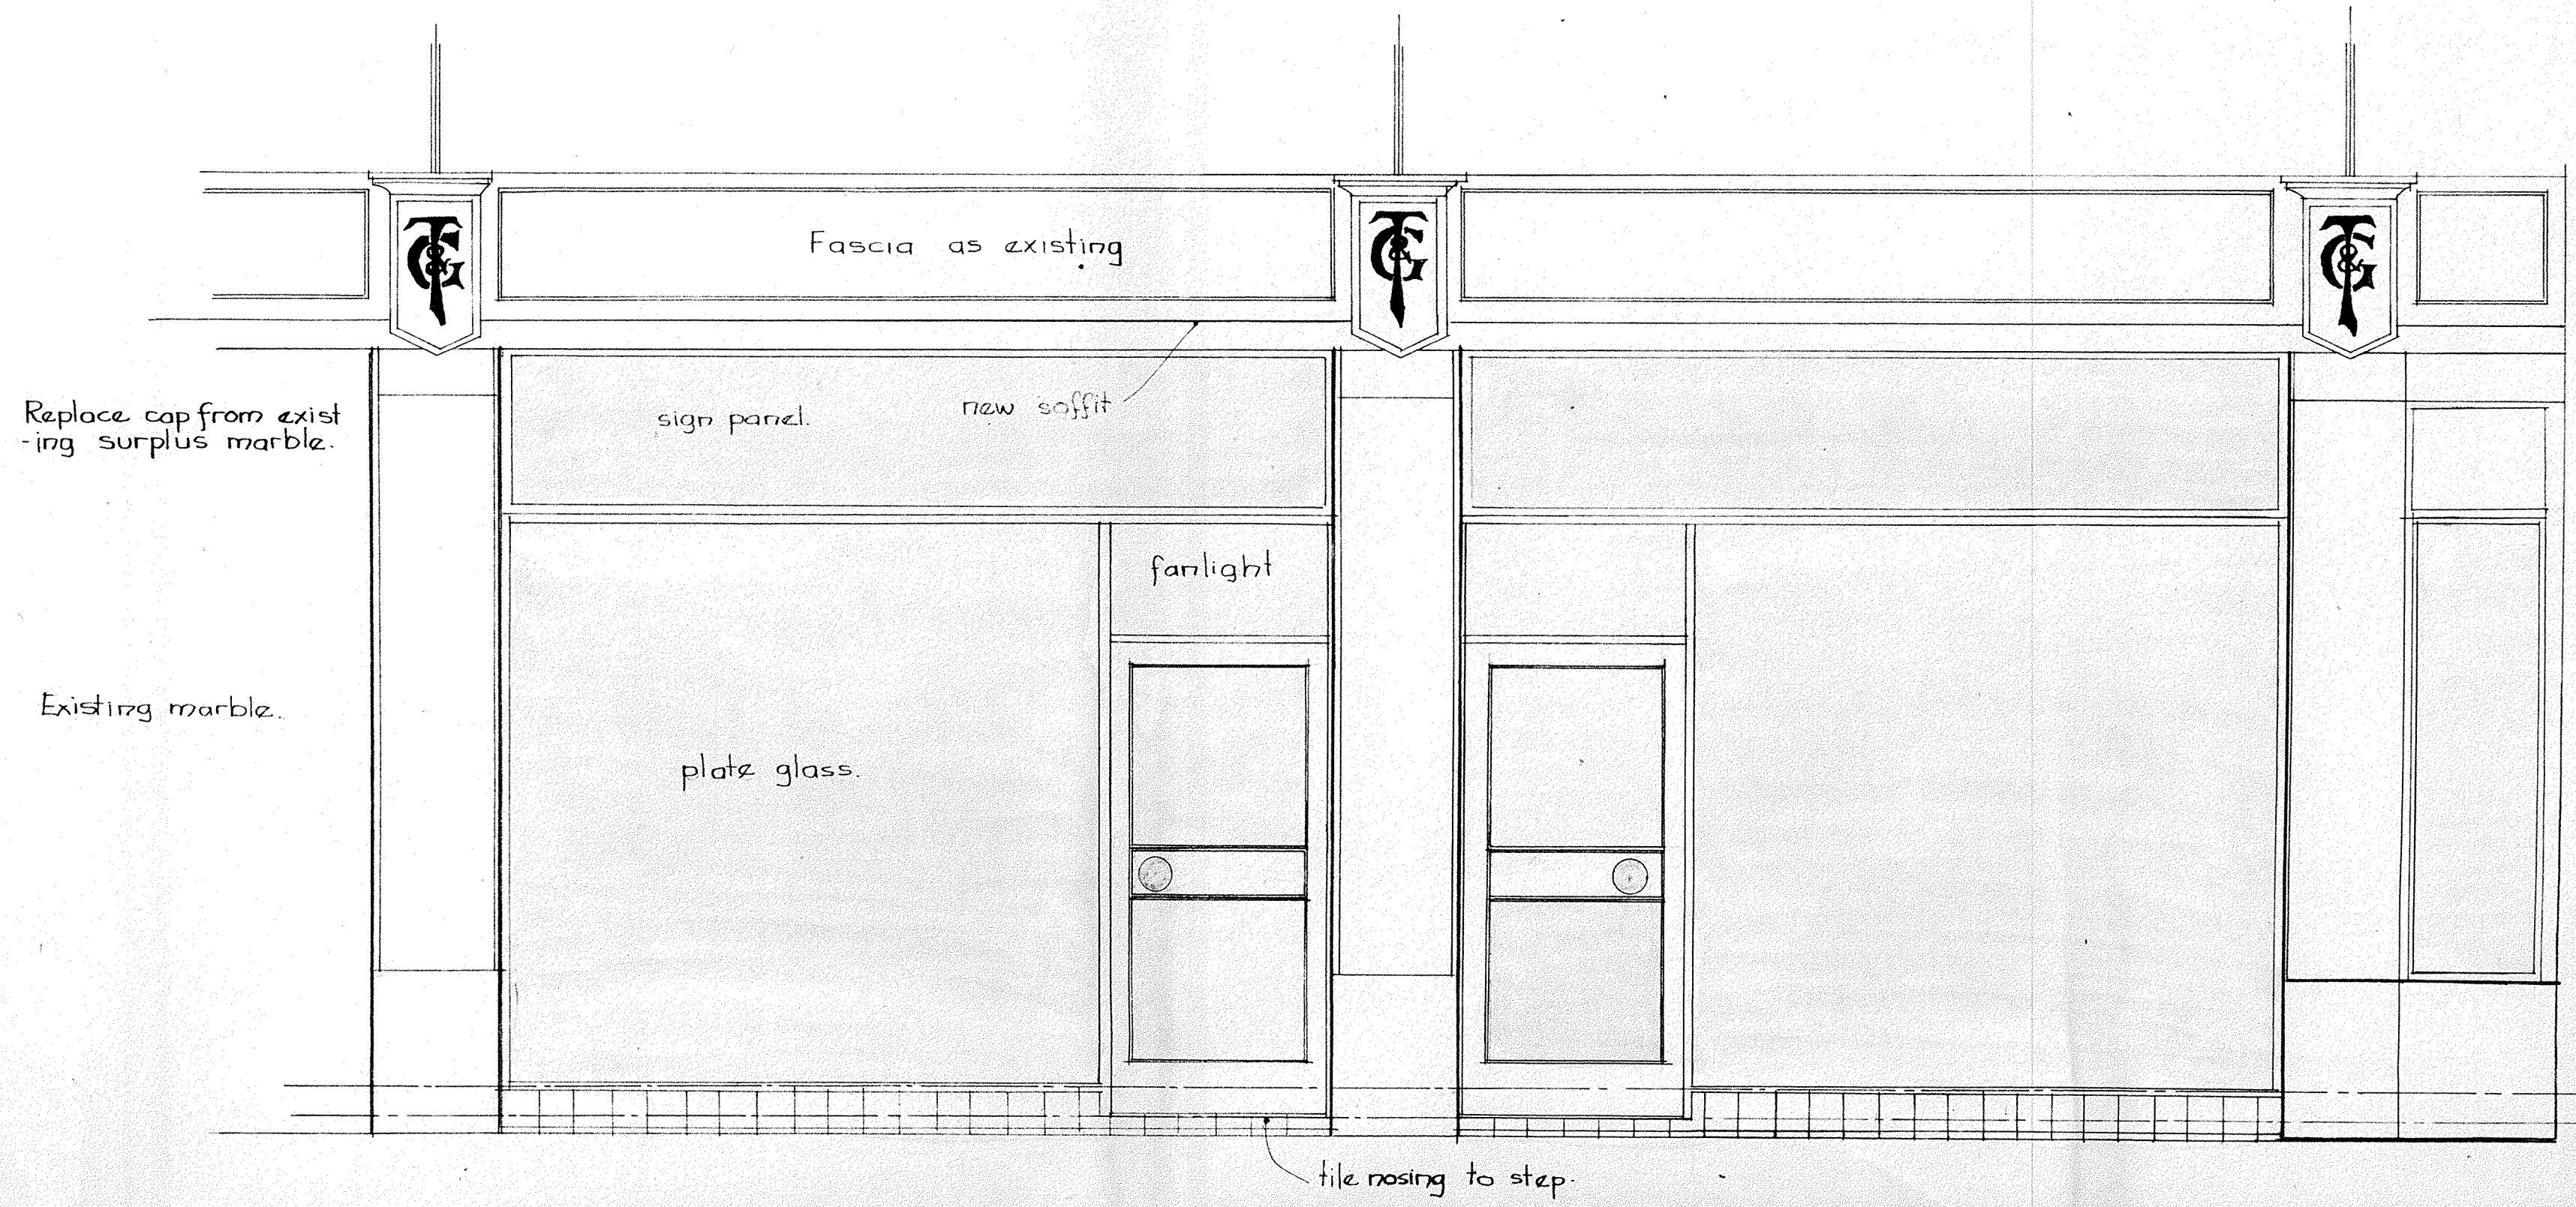 T&G
T&G
T&G
Fascia as existing
new soffit
sign panel.
Replace cap from exist
-ing surplus marble.
fanlight
Existing marble.
plate glass.
tile nosing to step.